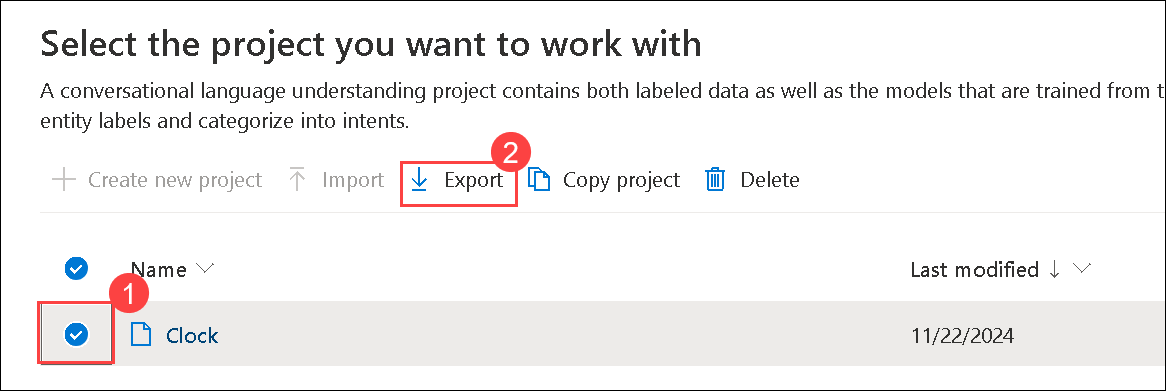 Select the project you want to work with
A conversational language understanding project contains both labeled data as well as the models that are trained from t
entity labels and categorize into intents.
2
Create new project Import Export Copy project Delete
Name Last modified
1
Clock 11/22/2024